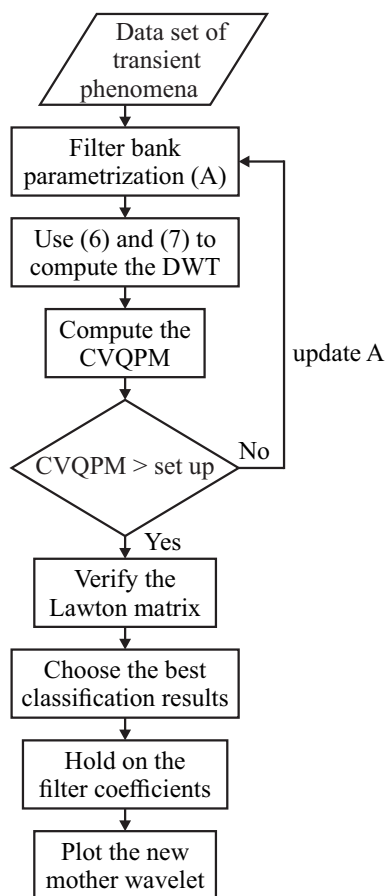 Data set of
transient
phenomena
Filter bank
parametrization (A)
Use (6) and (7) to
compute the DWT
Compute the
CVQPM
update A
CVQPM > set up
No
Yes
Verify the
Lawton matrix
Choose the best
classification results
Hold on the
filter coefficients
Plot the new
mother wavelet